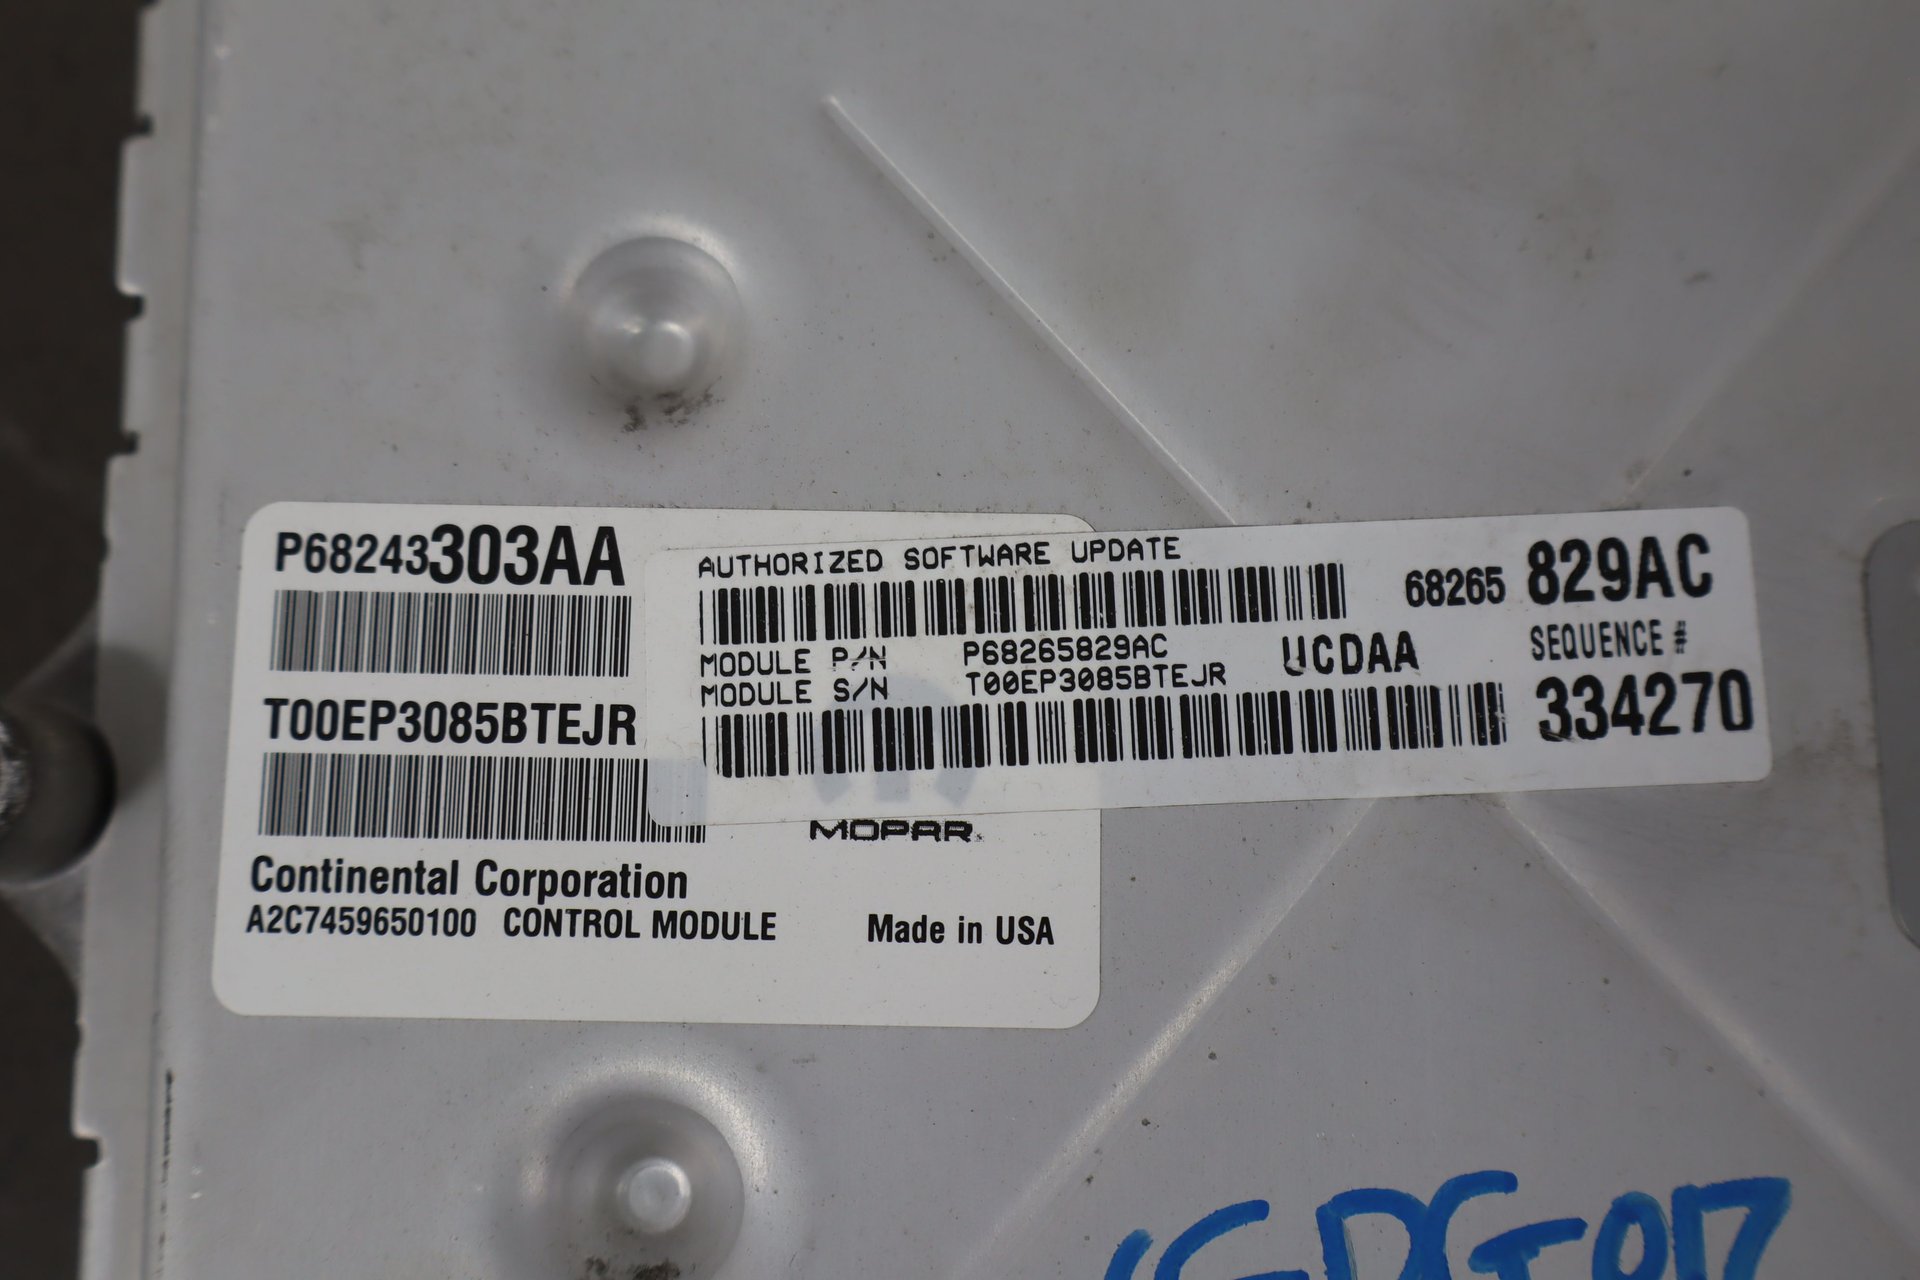 P68243303AA
T00EP3085BTEJR
MOPAR
Continental Corporation
A2C7459650100 CONTROL MODULE Made in USA
AUTHORIZED SOFTWARE UPDATE
68265 829AC
MODULE P/N P68265829AC UCDAA
MODULE S/N T00EP3085BTEJR
SEQUENCE #
334270